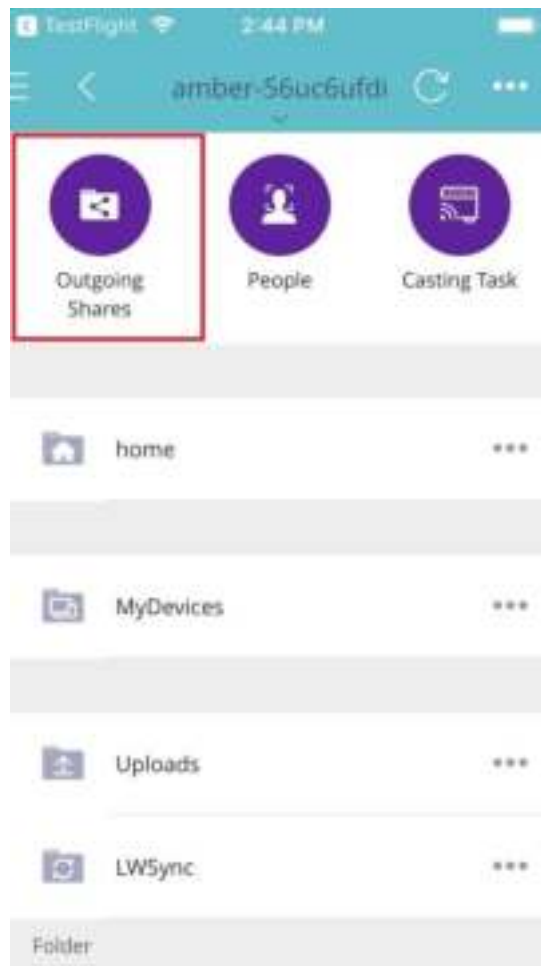 TestFlight 2:44 PM
amber-56uc6ufdi
Outgoing
Shares
People
Casting Task
home
MyDevices
Uploads
LWSync
Folder